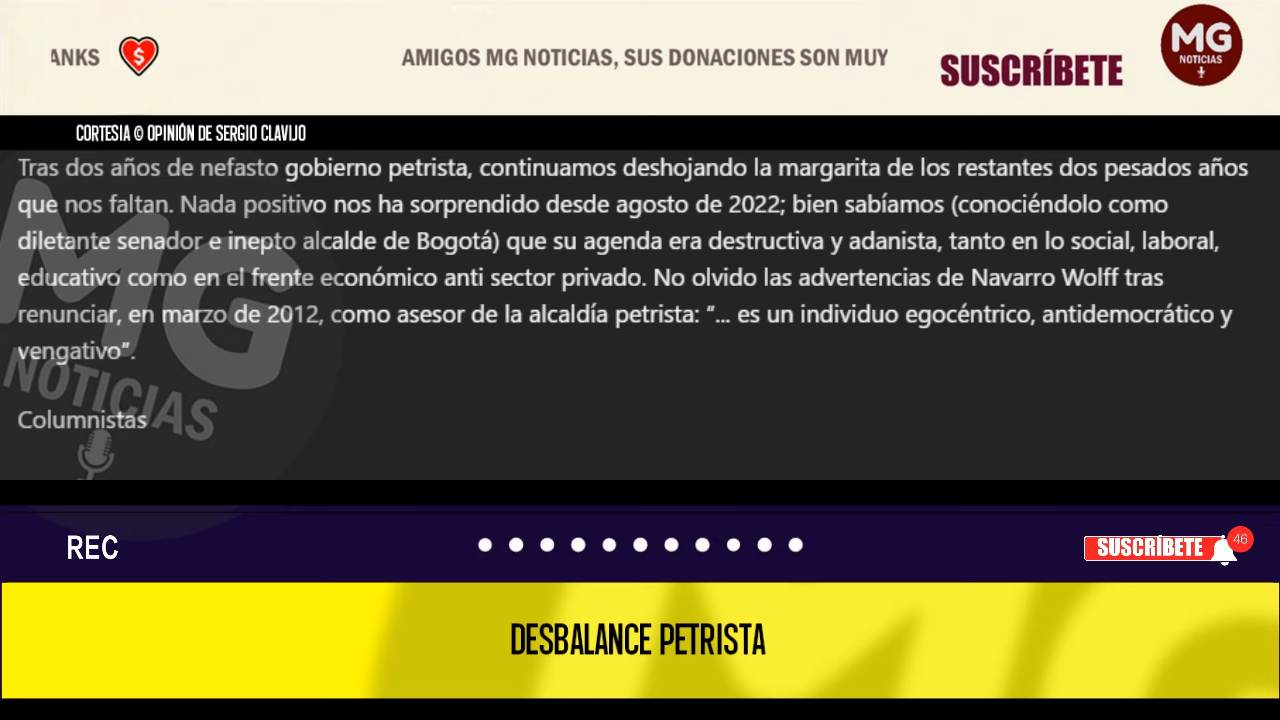 ANKS
AMIGOS MG NOTICIAS, SUS DONACIONES SON MUY
SUSCRÍBETE
MG
NOTICIAS
CORTESIA © OPINIÓN DE SERGIO CLAVIJO
Tras dos años de nefasto gobierno petrista, continuamos deshojando la margarita de los restantes dos pesados años
que nos faltan. Nada positivo nos ha sorprendido desde agosto de 2022; bien sabíamos (conociéndolo como
diletante senador e inepto alcalde de Bogotá) que su agenda era destructiva y adanista, tanto en lo social, laboral,
educativo como en el frente económico anti sector privado. No olvido las advertencias de Navarro Wolff tras
renunciar, en marzo de 2012, como asesor de la alcaldía petrista: “... es un individuo egocéntrico, antidemocrático y
vengativo”.
MG
NOTICIAS
Columnistas
REC
SUSCRÍBETE
46
DESBALANCE PETRISTA